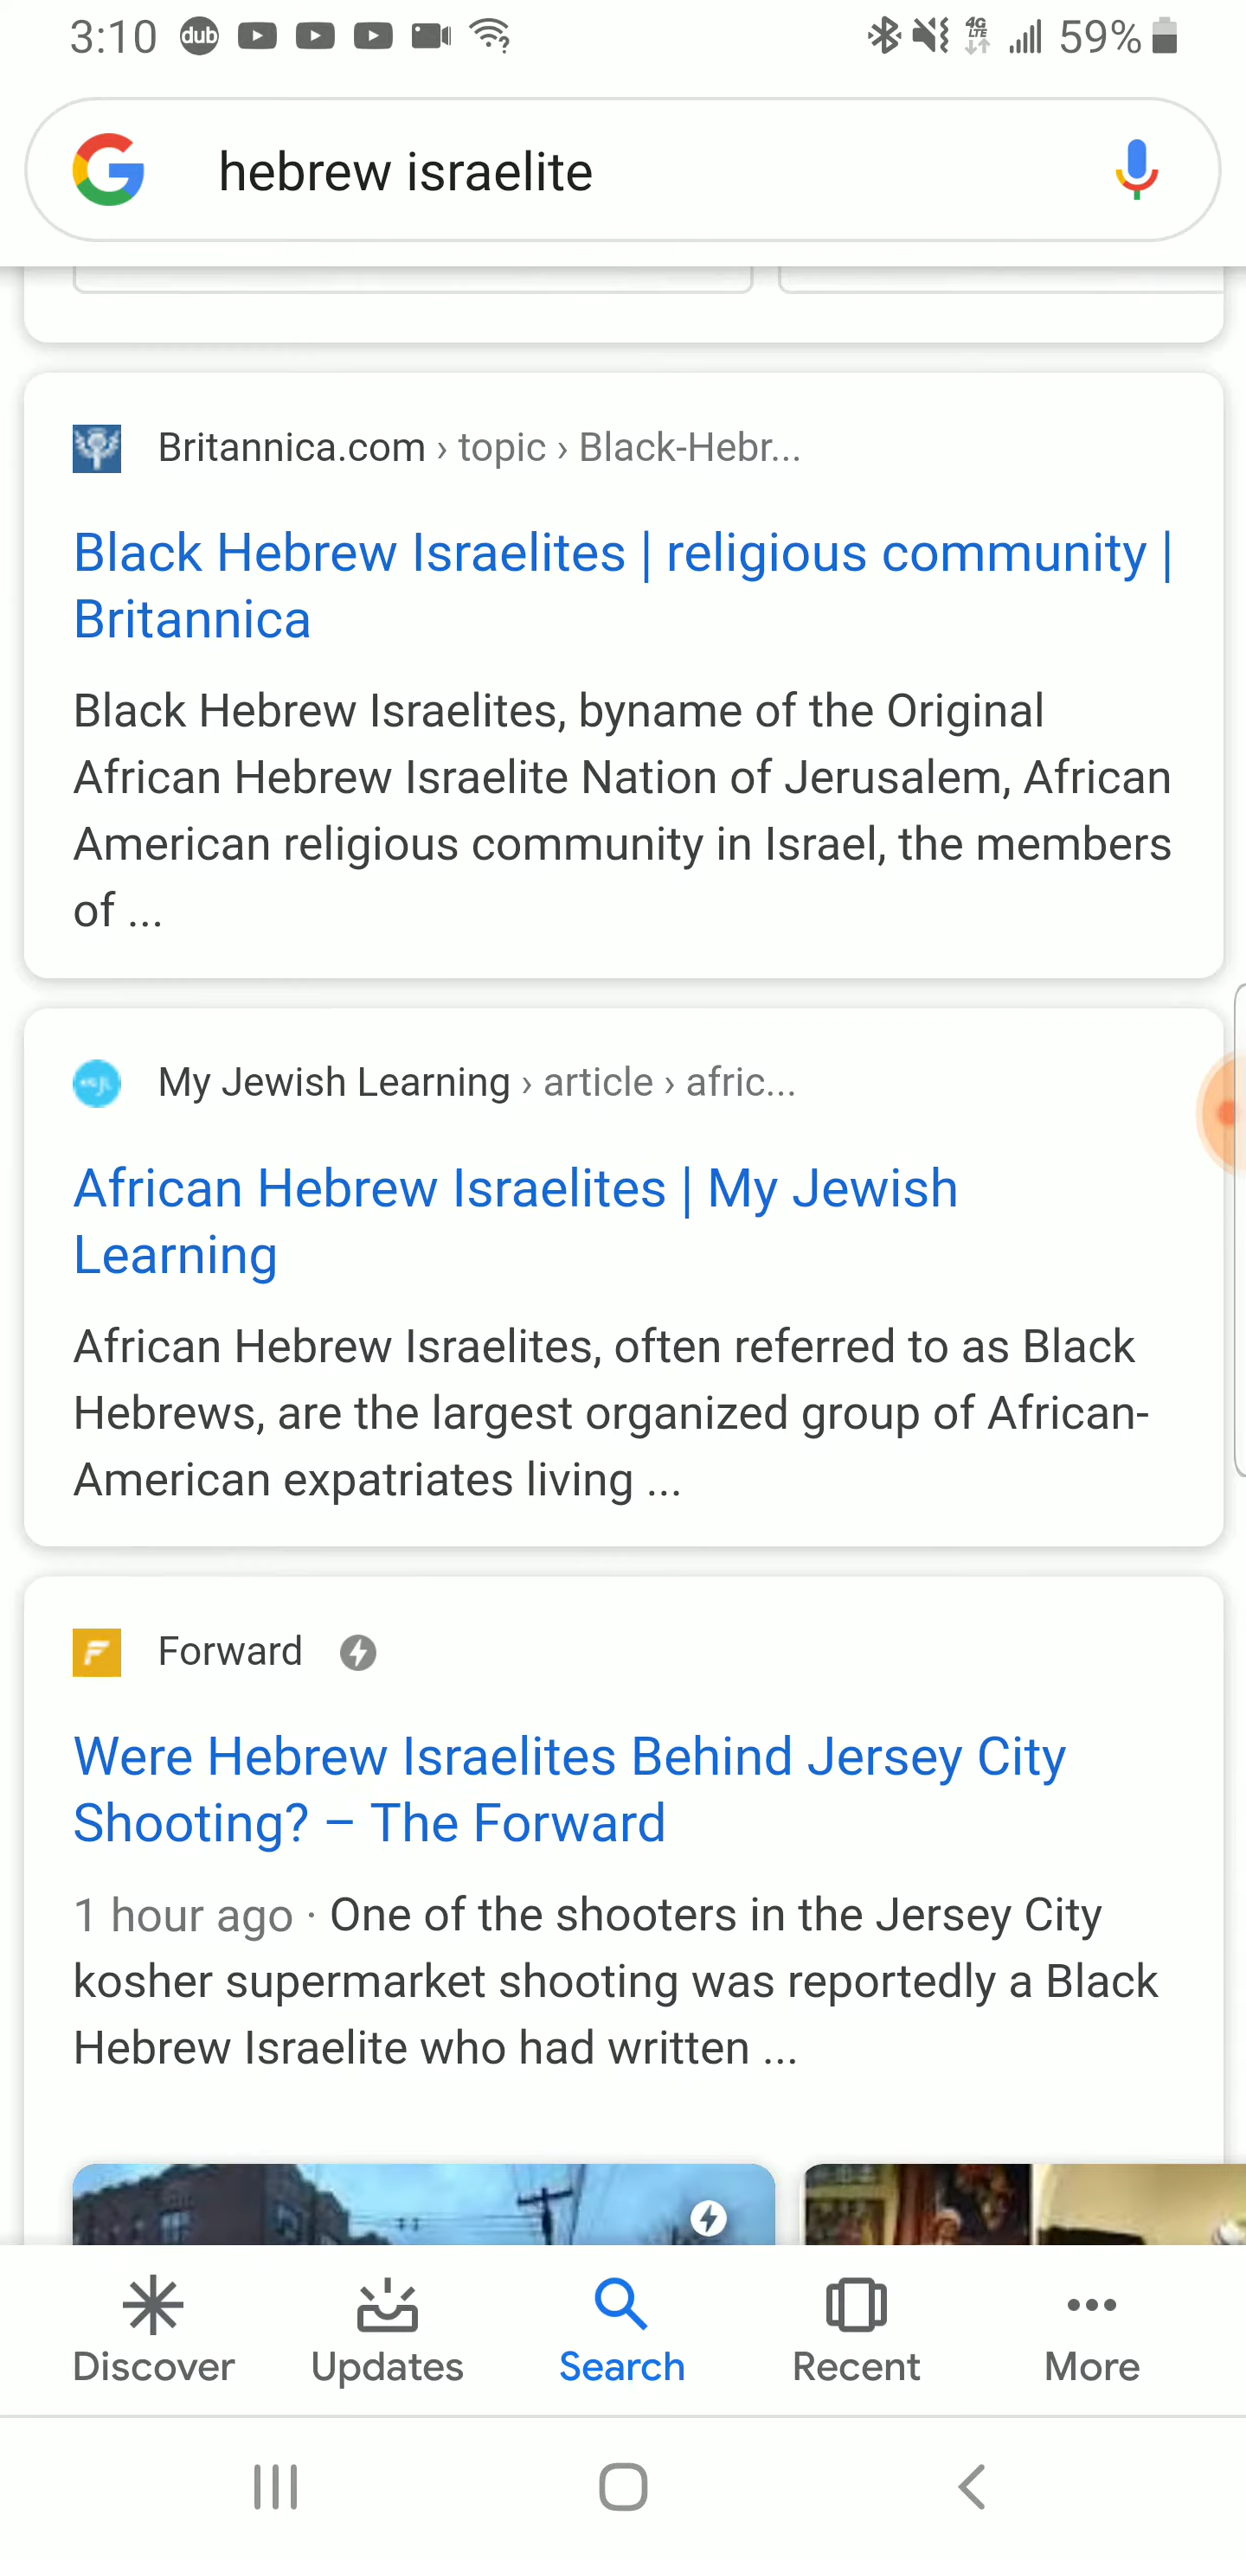 3:10 dub 4G LTE 59%
hebrew israelite
Britannica.com › topic › Black-Hebr...
Black Hebrew Israelites | religious community |
Britannica
Black Hebrew Israelites, byname of the Original
African Hebrew Israelite Nation of Jerusalem, African
American religious community in Israel, the members
of ...
My Jewish Learning › article › afric...
African Hebrew Israelites | My Jewish
Learning
African Hebrew Israelites, often referred to as Black
Hebrews, are the largest organized group of African-
American expatriates living ...
Forward
Were Hebrew Israelites Behind Jersey City
Shooting? – The Forward
1 hour ago · One of the shooters in the Jersey City
kosher supermarket shooting was reportedly a Black
Hebrew Israelite who had written ...
Discover Updates Search Recent More